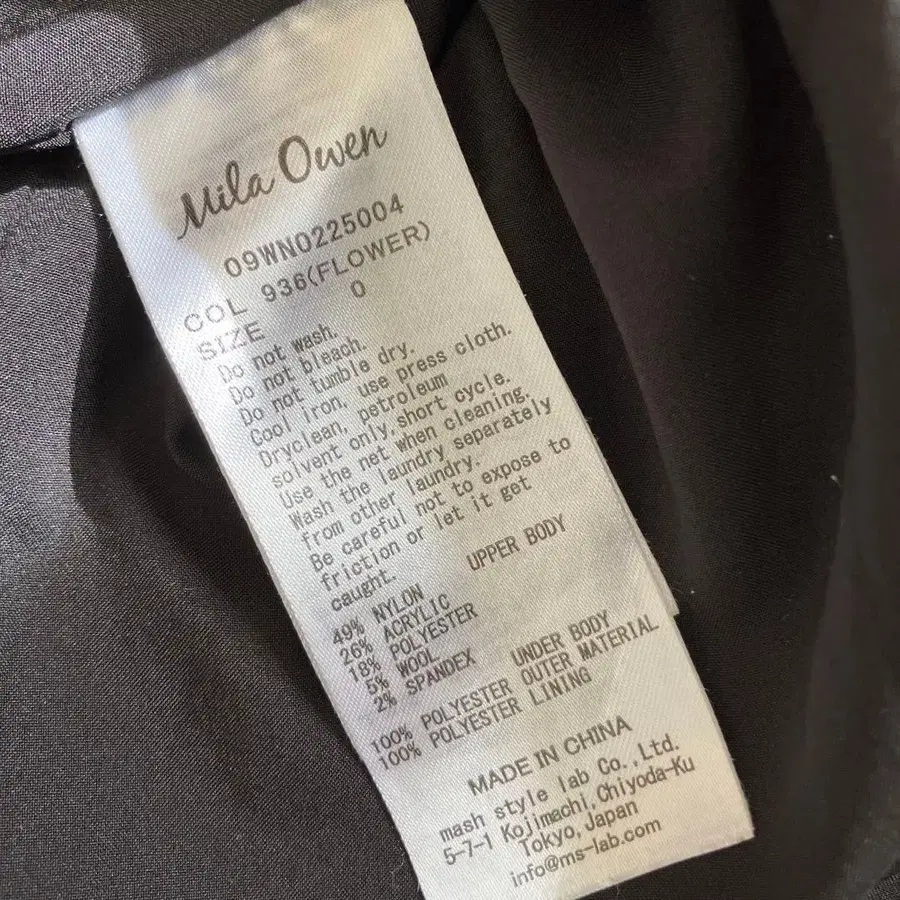 Mila Owen
09WNO225004
COL 936(FLOWER)
SIZE 0
Do not wash.
Do not bleach.
Do not tumble dry.
Cool iron, use press cloth.
Dryclean, petroleum
solvent only,short cycle.
Use the net when cleaning.
Wash the laundry separately
from other laundry.
Be careful not to expose to
friction or let it get
caught.
UPPER BODY
49% NYLON
26% ACRYLIC
18% POLYESTER
5% WOOL
2% SPANDEX
UNDER BODY
100% POLYESTER OUTER MATERIAL
100% POLYESTER LINING
MADE IN CHINA
mash style lab Co.,Ltd.
5-7-1 Kojimachi,Chiyoda-Ku
Tokyo,Japan
info@ms-lab.com